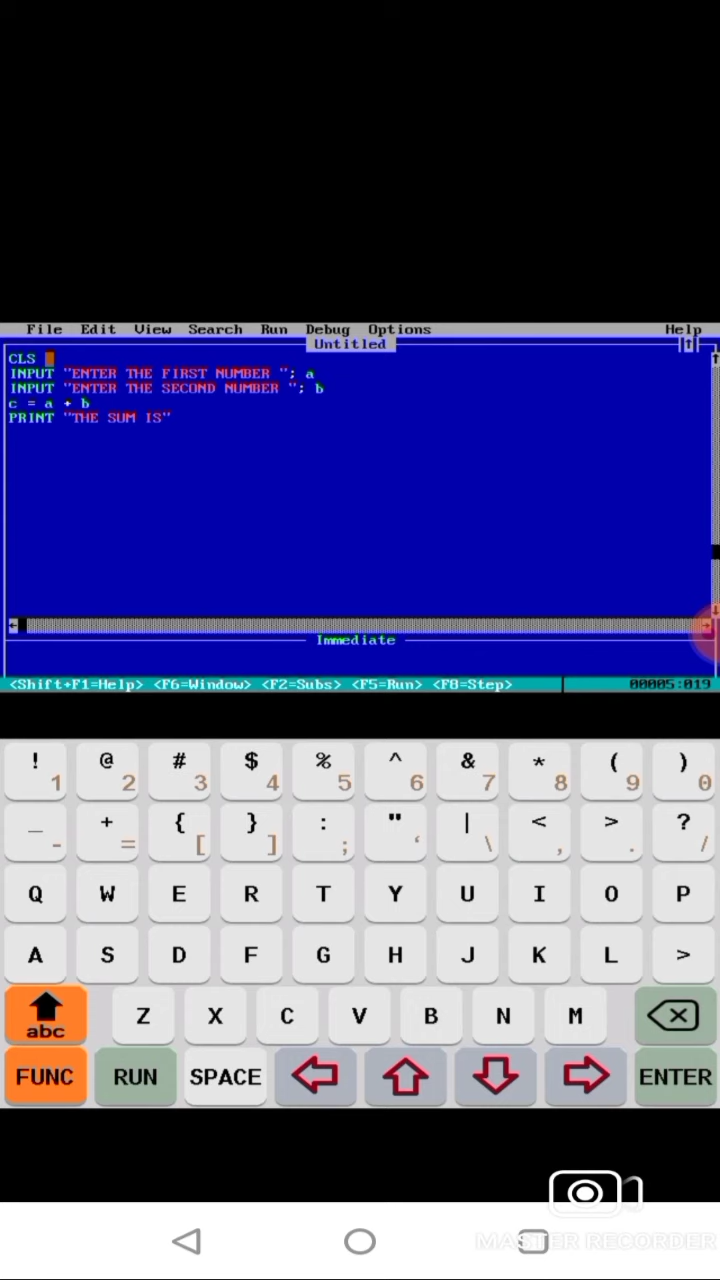 File Edit View Search Run Debug Options Help
Untitled
CLS
INPUT "ENTER THE FIRST NUMBER "; a
INPUT "ENTER THE SECOND NUMBER "; b
c = a + b
PRINT "THE SUM IS"
Immediate
<Shift+F1=Help> <F6=Window> <F2=Subs> <F5=Run> <F8=Step> 00005:019
! 1 @ 2 # 3 $ 4 % 5 ^ 6 & 7 * 8 ( 9 ) 0
_ - + = { [ } ] : ; " ‘ | \ < , > . ? /
Q W E R T Y U I O P
A S D F G H J K L >
abc Z X C V B N M
FUNC RUN SPACE ENTER
MASTER RECORDER